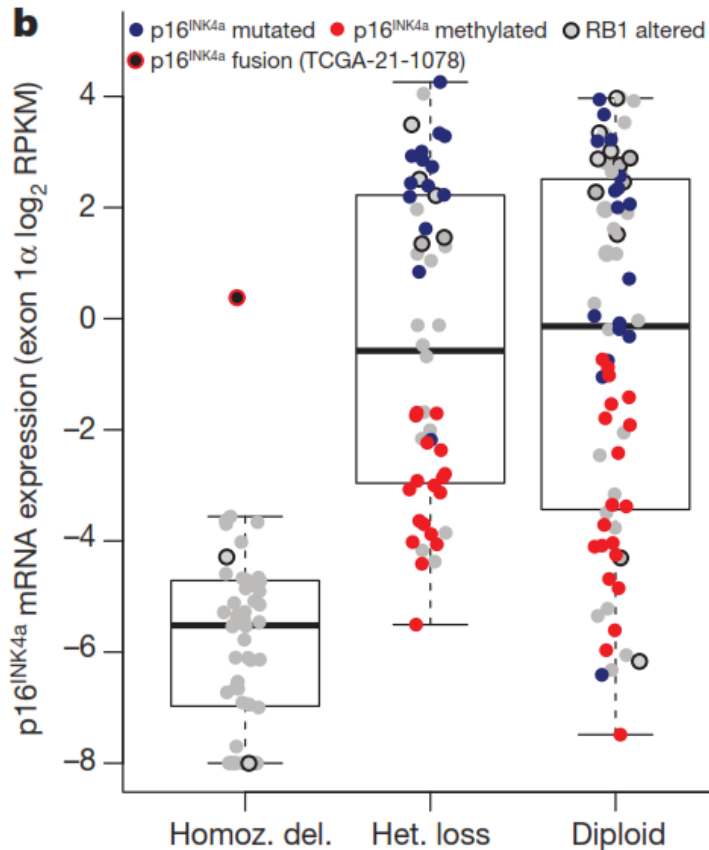 b
p16INK4a mutated p16INK4a methylated RB1 altered
p16INK4a fusion (TCGA-21-1078)
p16INK4a mRNA expression (exon 1α log2 RPKM)
4
2
0
−2
−4
−6
−8
Homoz. del. Het. loss Diploid